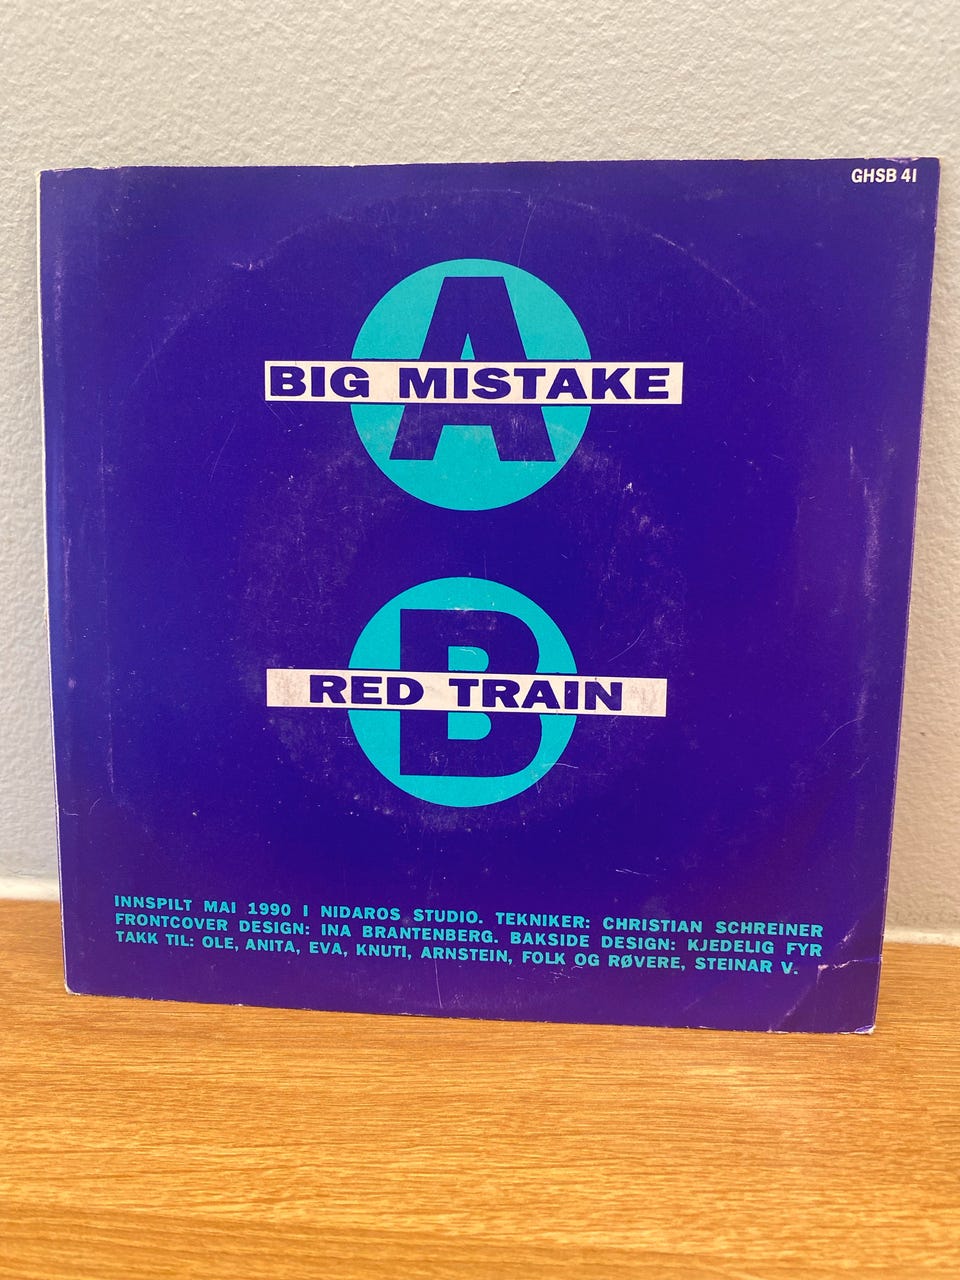 GHSB 41
A
BIG MISTAKE
B
RED TRAIN
INNSPILT MAI 1990 I NIDAROS STUDIO. TEKNIKER: CHRISTIAN SCHREINER
FRONTCOVER DESIGN: INA BRANTENBERG. BAKSIDE DESIGN: KJEDELIG FYR
TAKK TIL: OLE, ANITA, EVA, KNUTI, ARNSTEIN, FOLK OG RØVERE, STEINAR V.